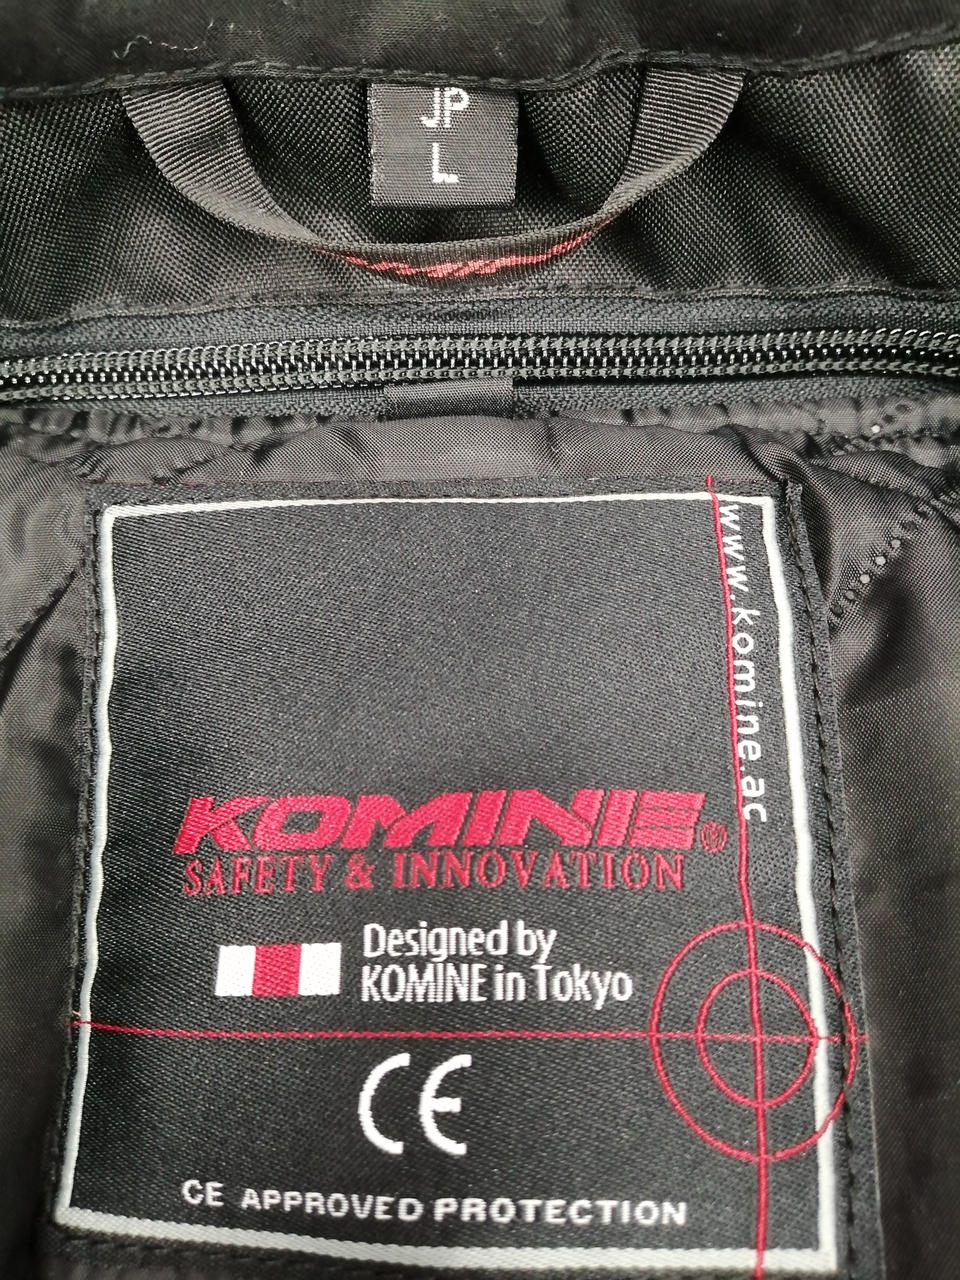 JP
L
www.komine.ac
KOMINE®
SAFETY & INNOVATION
Designed by
KOMINE in Tokyo
CE
CE APPROVED PROTECTION